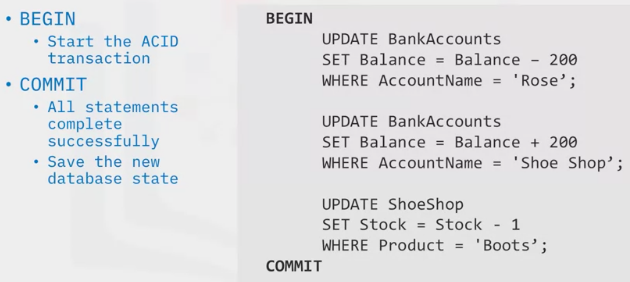 • BEGIN
• Start the ACID
transaction
• COMMIT
• All statements
complete
successfully
• Save the new
database state
BEGIN
UPDATE BankAccounts
SET Balance = Balance – 200
WHERE AccountName = 'Rose’;
UPDATE BankAccounts
SET Balance = Balance + 200
WHERE AccountName = 'Shoe Shop’;
UPDATE ShoeShop
SET Stock = Stock - 1
WHERE Product = 'Boots’;
COMMIT